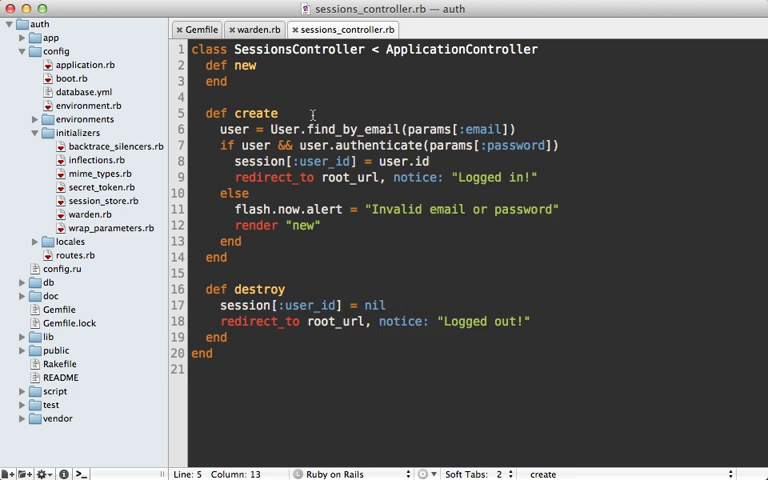 sessions_controller.rb — auth
auth
app
config
application.rb
boot.rb
database.yml
environment.rb
environments
initializers
backtrace_silencers.rb
inflections.rb
mime_types.rb
secret_token.rb
session_store.rb
warden.rb
wrap_parameters.rb
locales
routes.rb
config.ru
db
doc
Gemfile
Gemfile.lock
lib
public
Rakefile
README
script
test
vendor
Gemfile warden.rb sessions_controller.rb
1 class SessionsController < ApplicationController
2 def new
3 end
4
5 def create
6 user = User.find_by_email(params[:email])
7 if user && user.authenticate(params[:password])
8 session[:user_id] = user.id
9 redirect_to root_url, notice: "Logged in!"
10 else
11 flash.now.alert = "Invalid email or password"
12 render "new"
13 end
14 end
15
16 def destroy
17 session[:user_id] = nil
18 redirect_to root_url, notice: "Logged out!"
19 end
20 end
21
Line: 5 Column: 13 Ruby on Rails Soft Tabs: 2 create